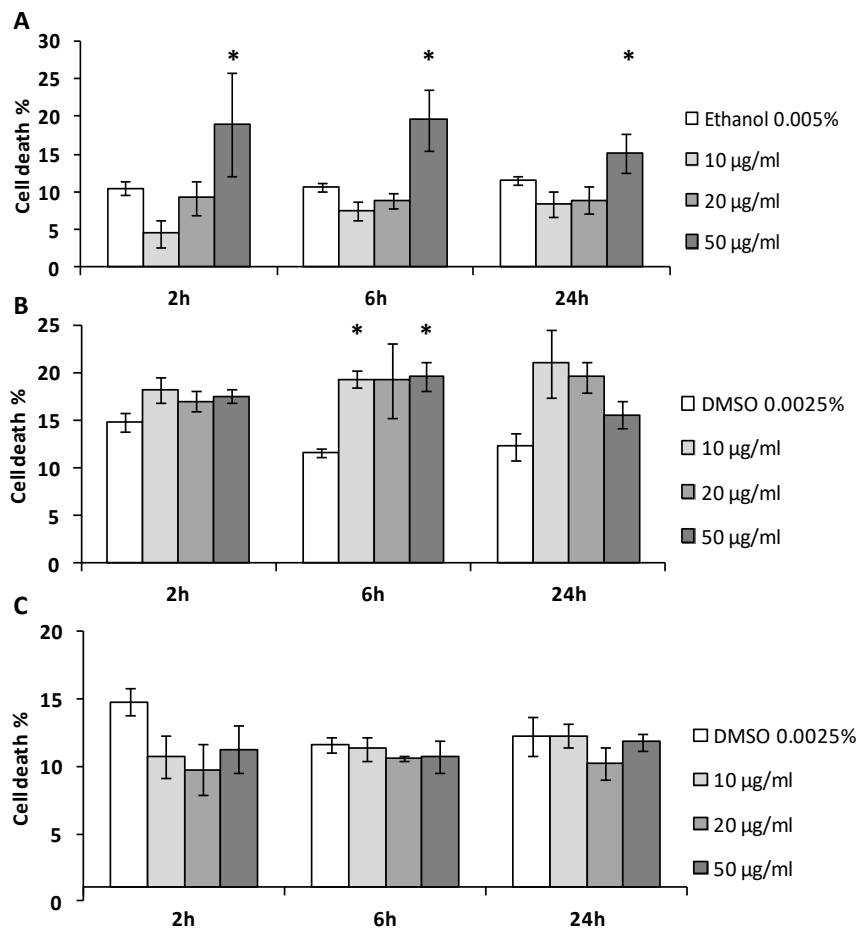 A
Cell death %
30
25
20
15
10
5
0
* * *
2h 6h 24h
Ethanol 0.005%
10 µg/ml
20 µg/ml
50 µg/ml
B
Cell death %
25
20
15
10
5
0
* *
2h 6h 24h
DMSO 0.0025%
10 µg/ml
20 µg/ml
50 µg/ml
C
Cell death %
20
15
10
5
0
2h 6h 24h
DMSO 0.0025%
10 µg/ml
20 µg/ml
50 µg/ml